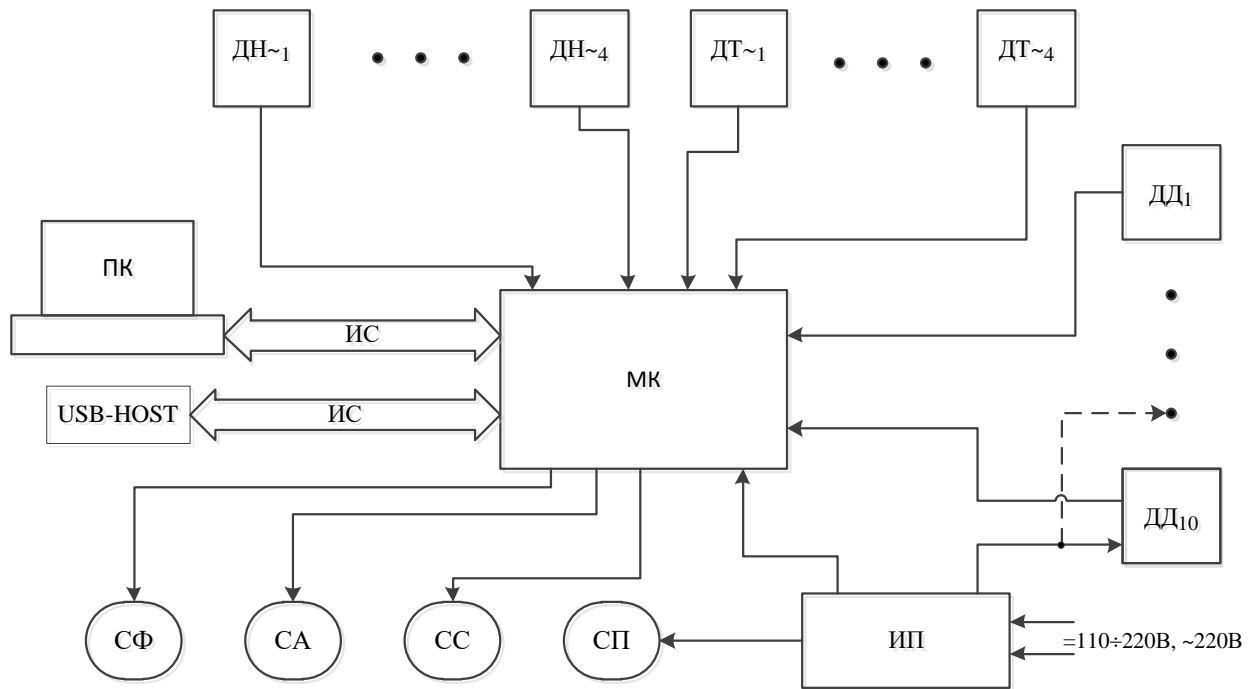 ДН~1
ДН~4
ДТ~1
ДТ~4
ДД1
ПК
ИС
МК
USB-HOST
ИС
ДД10
СФ
СА
СС
СП
ИП
=110÷220В, ~220В